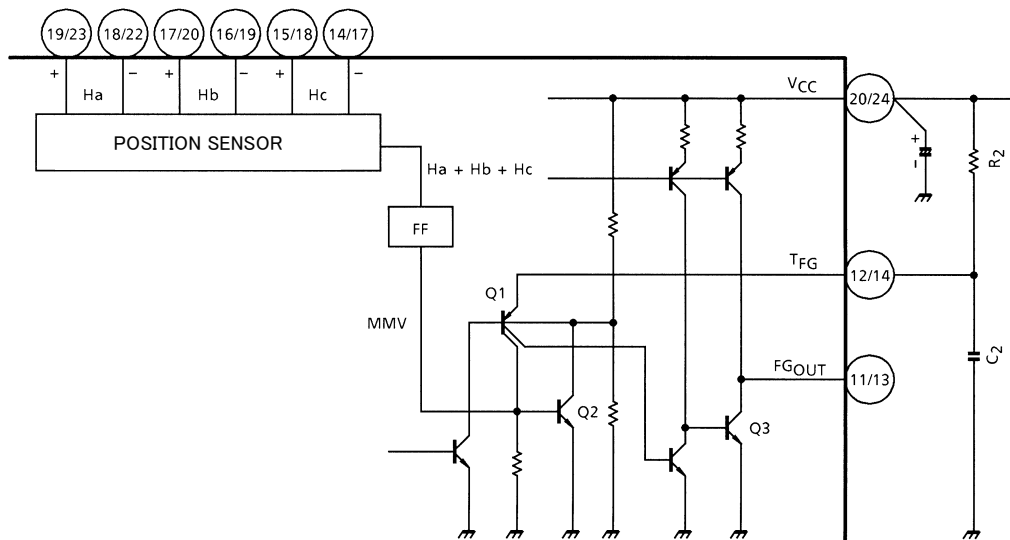 19/23 18/22 17/20 16/19 15/18 14/17
+ − + − + −
Ha Hb Hc
POSITION SENSOR
VCC
20/24
+
−
R2
Ha + Hb + Hc
FF
TFG
12/14
Q1
MMV
C2
FGOUT
11/13
Q2
Q3